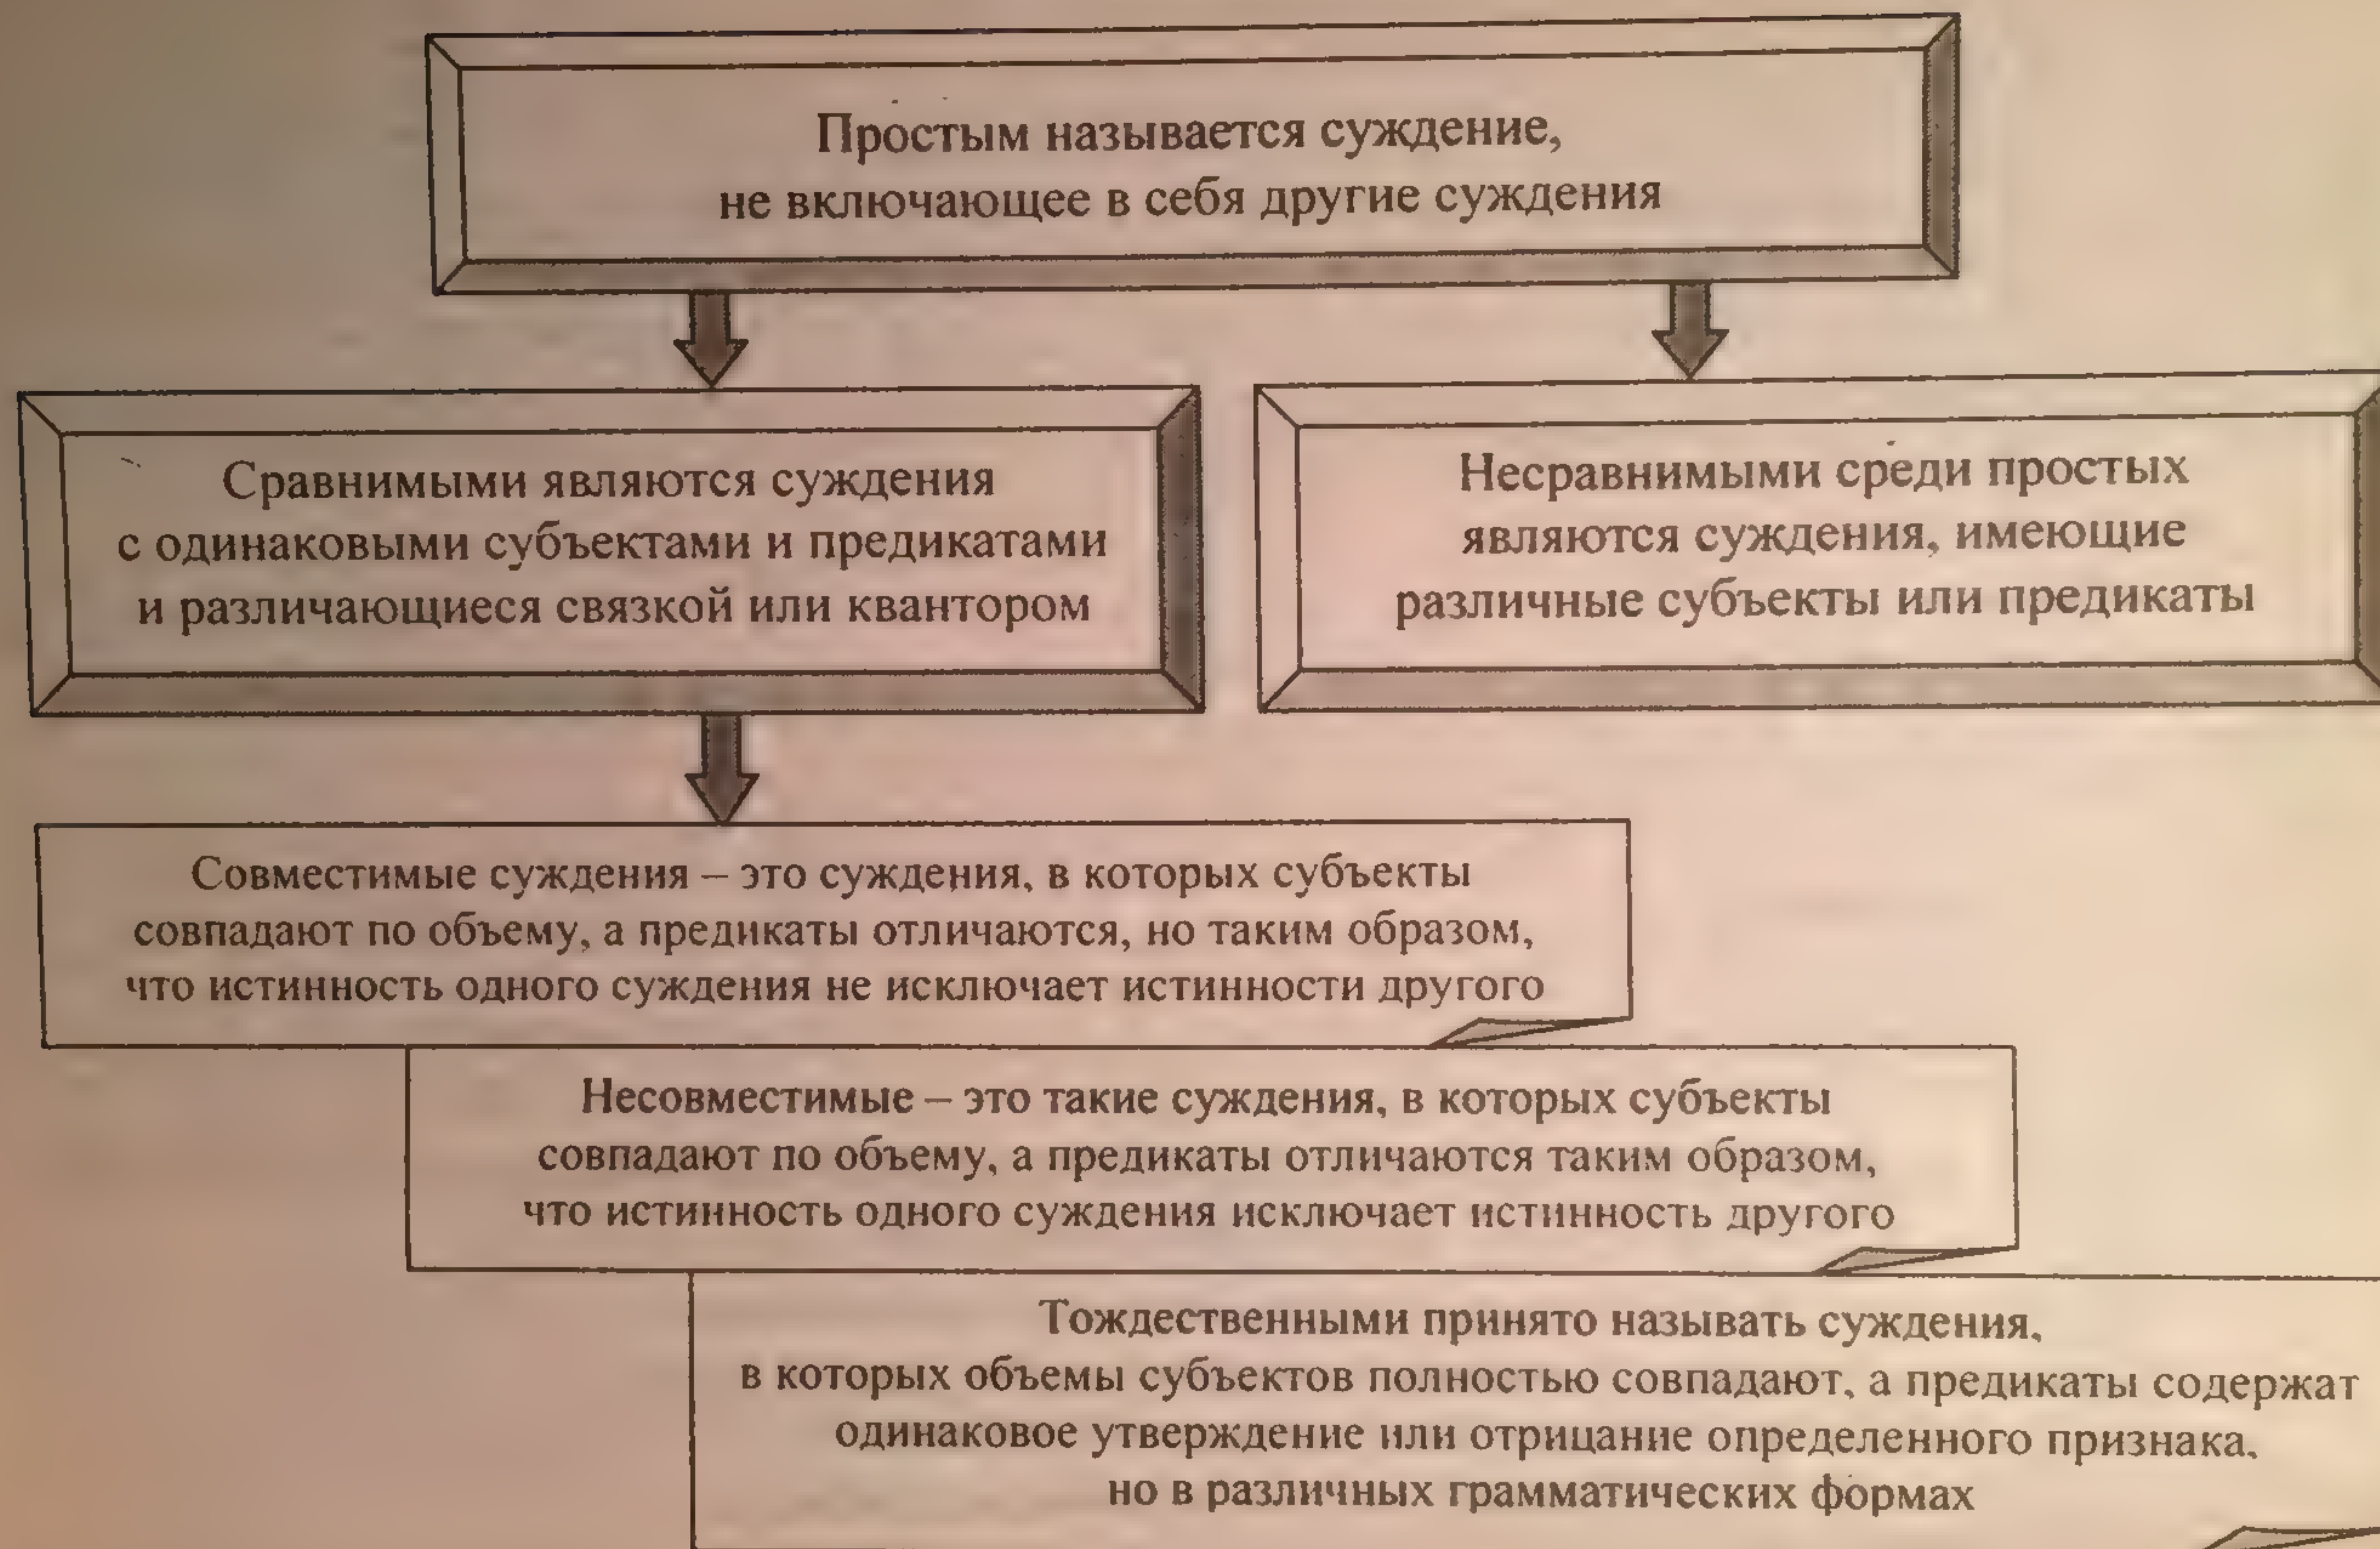 Простым называется суждение,
не включающее в себя другие суждения
Сравнимыми являются суждения
с одинаковыми субъектами и предикатами
и различающиеся связкой или квантором
Несравнимыми среди простых
являются суждения, имеющие
различные субъекты или предикаты
Совместимые суждения – это суждения, в которых субъекты
совпадают по объему, а предикаты отличаются, но таким образом,
что истинность одного суждения не исключает истинности другого
Несовместимые – это такие суждения, в которых субъекты
совпадают по объему, а предикаты отличаются таким образом,
что истинность одного суждения исключает истинность другого
Тождественными принято называть суждения,
в которых объемы субъектов полностью совпадают, а предикаты содержат
одинаковое утверждение или отрицание определенного признака,
но в различных грамматических формах